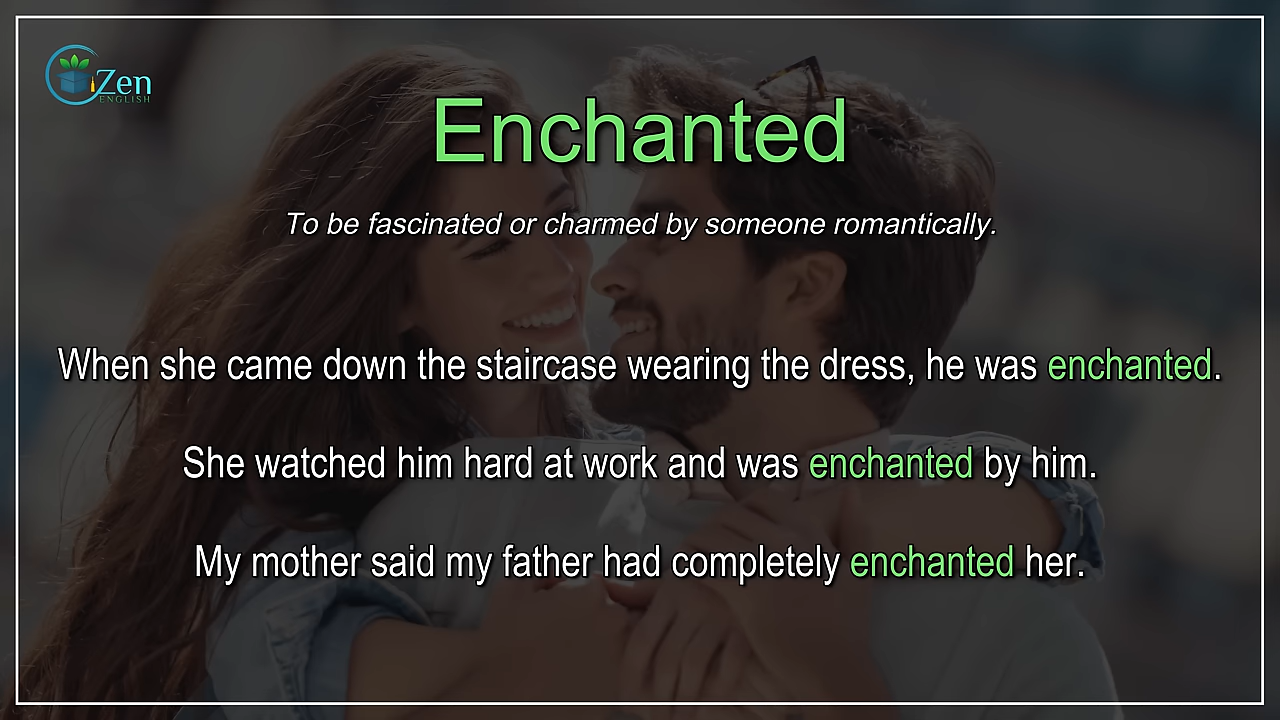 Zen
ENGLISH
Enchanted
To be fascinated or charmed by someone romantically.
When she came down the staircase wearing the dress, he was enchanted.
She watched him hard at work and was enchanted by him.
My mother said my father had completely enchanted her.